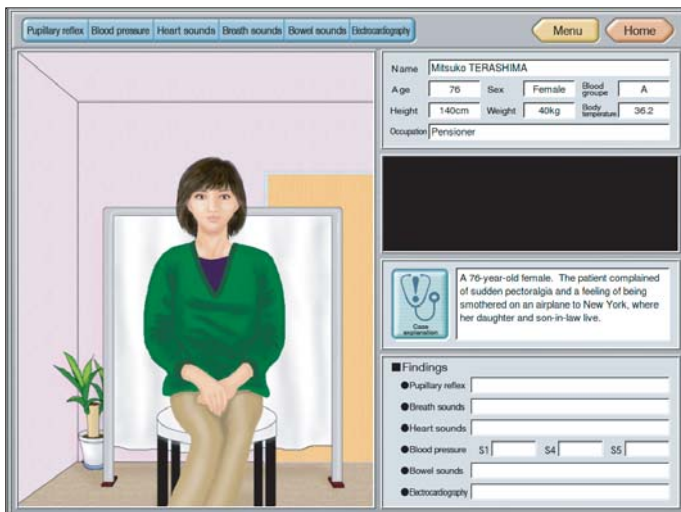 Pupillary reflex
Blood pressure
Heart sounds
Breath sounds
Bowel sounds
Electrocardiography
Menu
Home
Name Mitsuko TERASHIMA
Age 76 Sex Female Blood groupe A
Height 140cm Weight 40kg Body temperature 36.2
Occupation Pensioner
Case explanation
A 76-year-old female. The patient complained
of sudden pectoralgia and a feeling of being
smothered on an airplane to New York, where
her daughter and son-in-law live.
■Findings
●Pupillary reflex
●Breath sounds
●Heart sounds
●Blood pressure S1 S4 S5
●Bowel sounds
●Electrocardiography